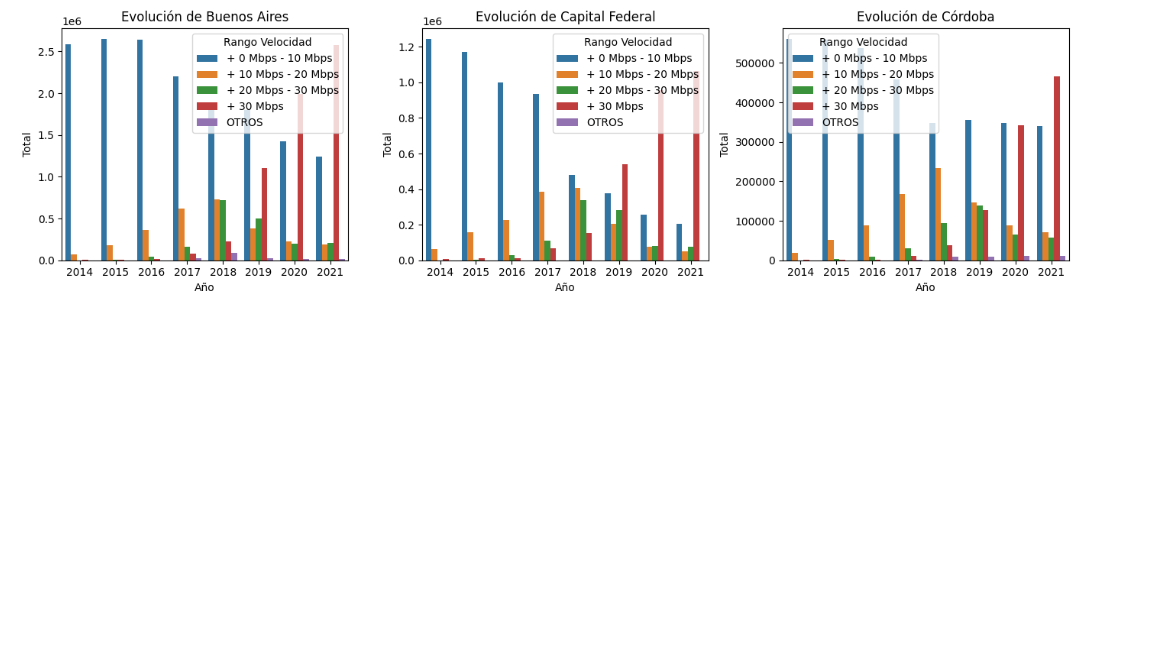 Evolución de Buenos Aires
1e6
Rango Velocidad
+ 0 Mbps - 10 Mbps
+ 10 Mbps - 20 Mbps
+ 20 Mbps - 30 Mbps
+ 30 Mbps
OTROS
2.5
2.0
1.5
1.0
0.5
0.0
Total
2014 2015 2016 2017 2018 2019 2020 2021
Año
Evolución de Capital Federal
1e6
Rango Velocidad
+ 0 Mbps - 10 Mbps
+ 10 Mbps - 20 Mbps
+ 20 Mbps - 30 Mbps
+ 30 Mbps
OTROS
1.2
1.0
0.8
0.6
0.4
0.2
0.0
Total
2014 2015 2016 2017 2018 2019 2020 2021
Año
Evolución de Córdoba
Rango Velocidad
+ 0 Mbps - 10 Mbps
+ 10 Mbps - 20 Mbps
+ 20 Mbps - 30 Mbps
+ 30 Mbps
OTROS
500000
400000
300000
200000
100000
0
Total
2014 2015 2016 2017 2018 2019 2020 2021
Año